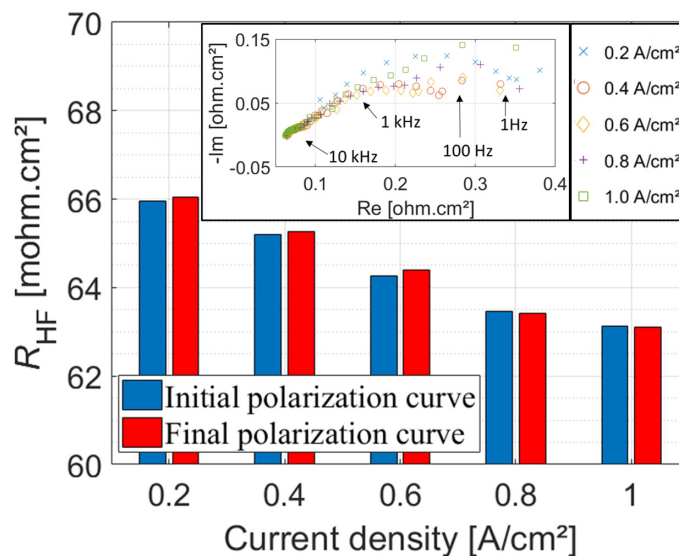 70
68
66
64
62
60
R_HF [mohm.cm²]
0.15
0.05
-0.05
-Im [ohm.cm²]
1 kHz
10 kHz
100 Hz
1Hz
0.1
0.2
0.3
0.4
Re [ohm.cm²]
0.2 A/cm²
0.4 A/cm²
0.6 A/cm²
0.8 A/cm²
1.0 A/cm²
Initial polarization curve
Final polarization curve
0.2
0.4
0.6
0.8
1
Current density [A/cm²]